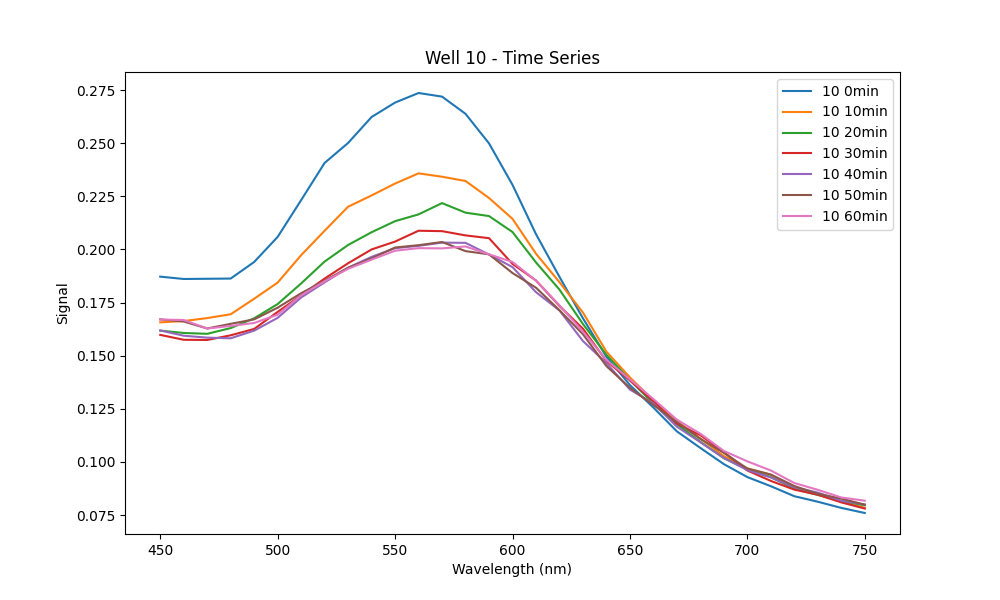 Well 10 - Time Series
Signal
0.275
0.250
0.225
0.200
0.175
0.150
0.125
0.100
0.075
10 0min
10 10min
10 20min
10 30min
10 40min
10 50min
10 60min
450 500 550 600 650 700 750
Wavelength (nm)